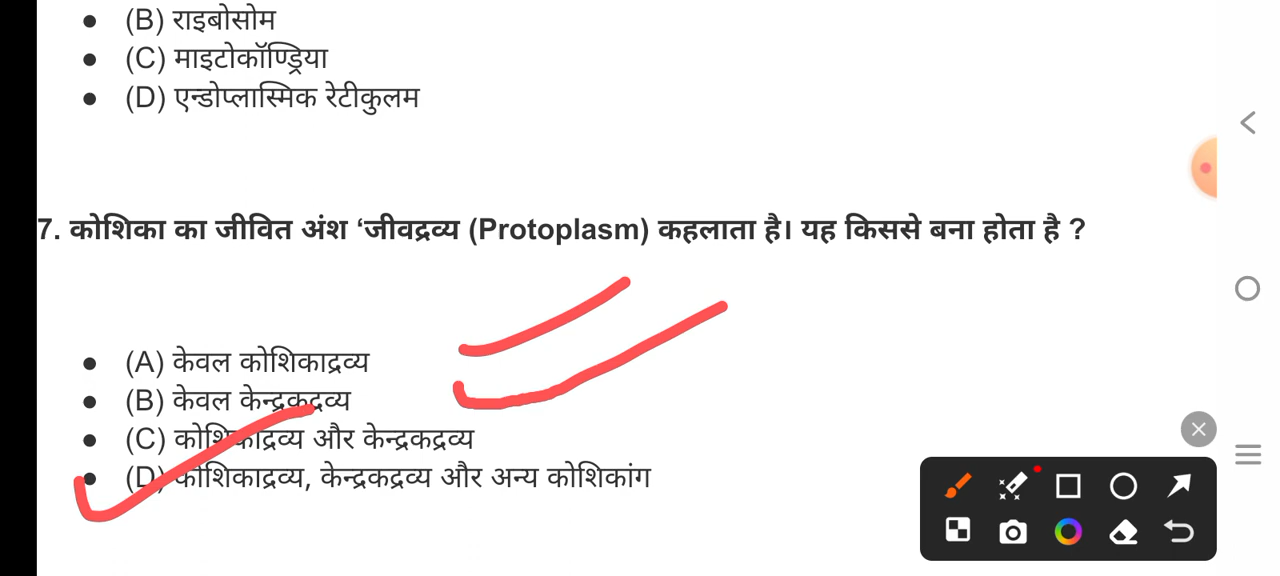 (B) राइबोसोम
(C) माइटोकॉण्ड्रिया
(D) एन्डोप्लास्मिक रेटीकुलम
7. कोशिका का जीवित अंश ‘जीवद्रव्य (Protoplasm) कहलाता है। यह किससे बना होता है ?
(A) केवल कोशिकाद्रव्य
(B) केवल केन्द्रकद्रव्य
(C) कोशिकाद्रव्य और केन्द्रकद्रव्य
(D) कोशिकाद्रव्य, केन्द्रकद्रव्य और अन्य कोशिकांग